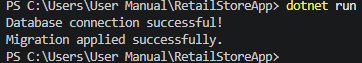 PS C:\Users\User Manual\RetailStoreApp> dotnet run
Database connection successful!
Migration applied successfully.
PS C:\Users\User Manual\RetailStoreApp>